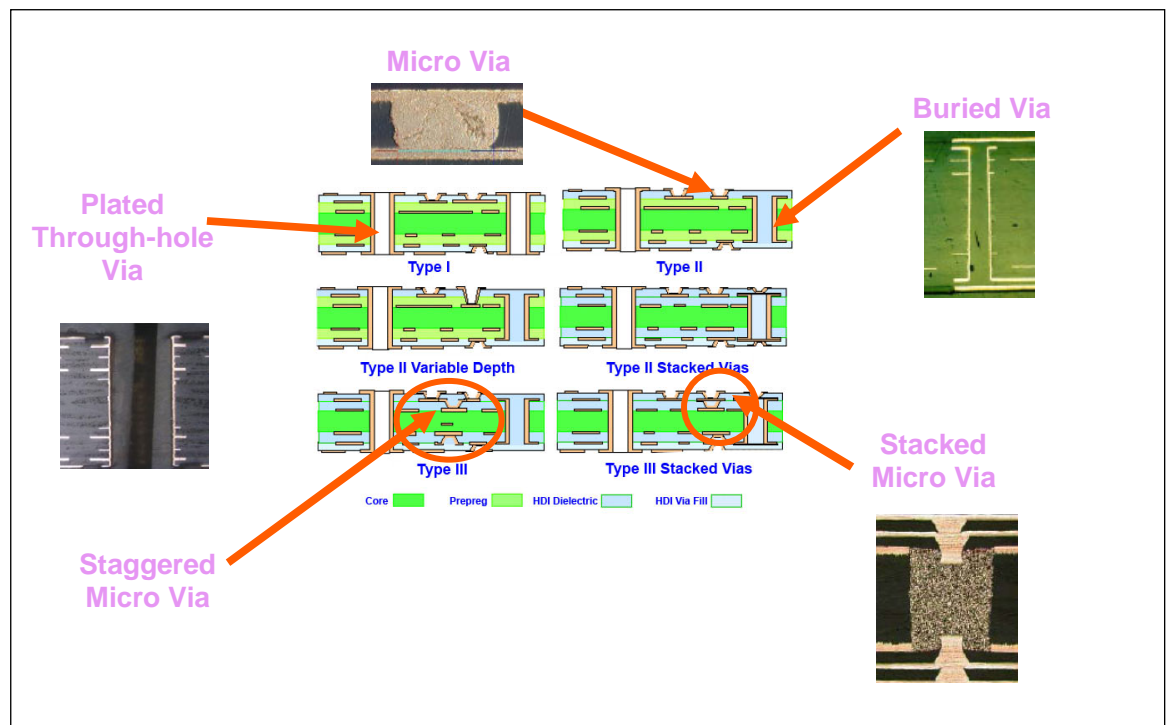 Micro Via
Buried Via
Plated
Through-hole
Via
Type I
Type II
Type II Variable Depth
Type II Stacked Vias
Type III
Type III Stacked Vias
Stacked
Micro Via
Core
Prepreg
HDI Dielectric
HDI Via Fill
Staggered
Micro Via